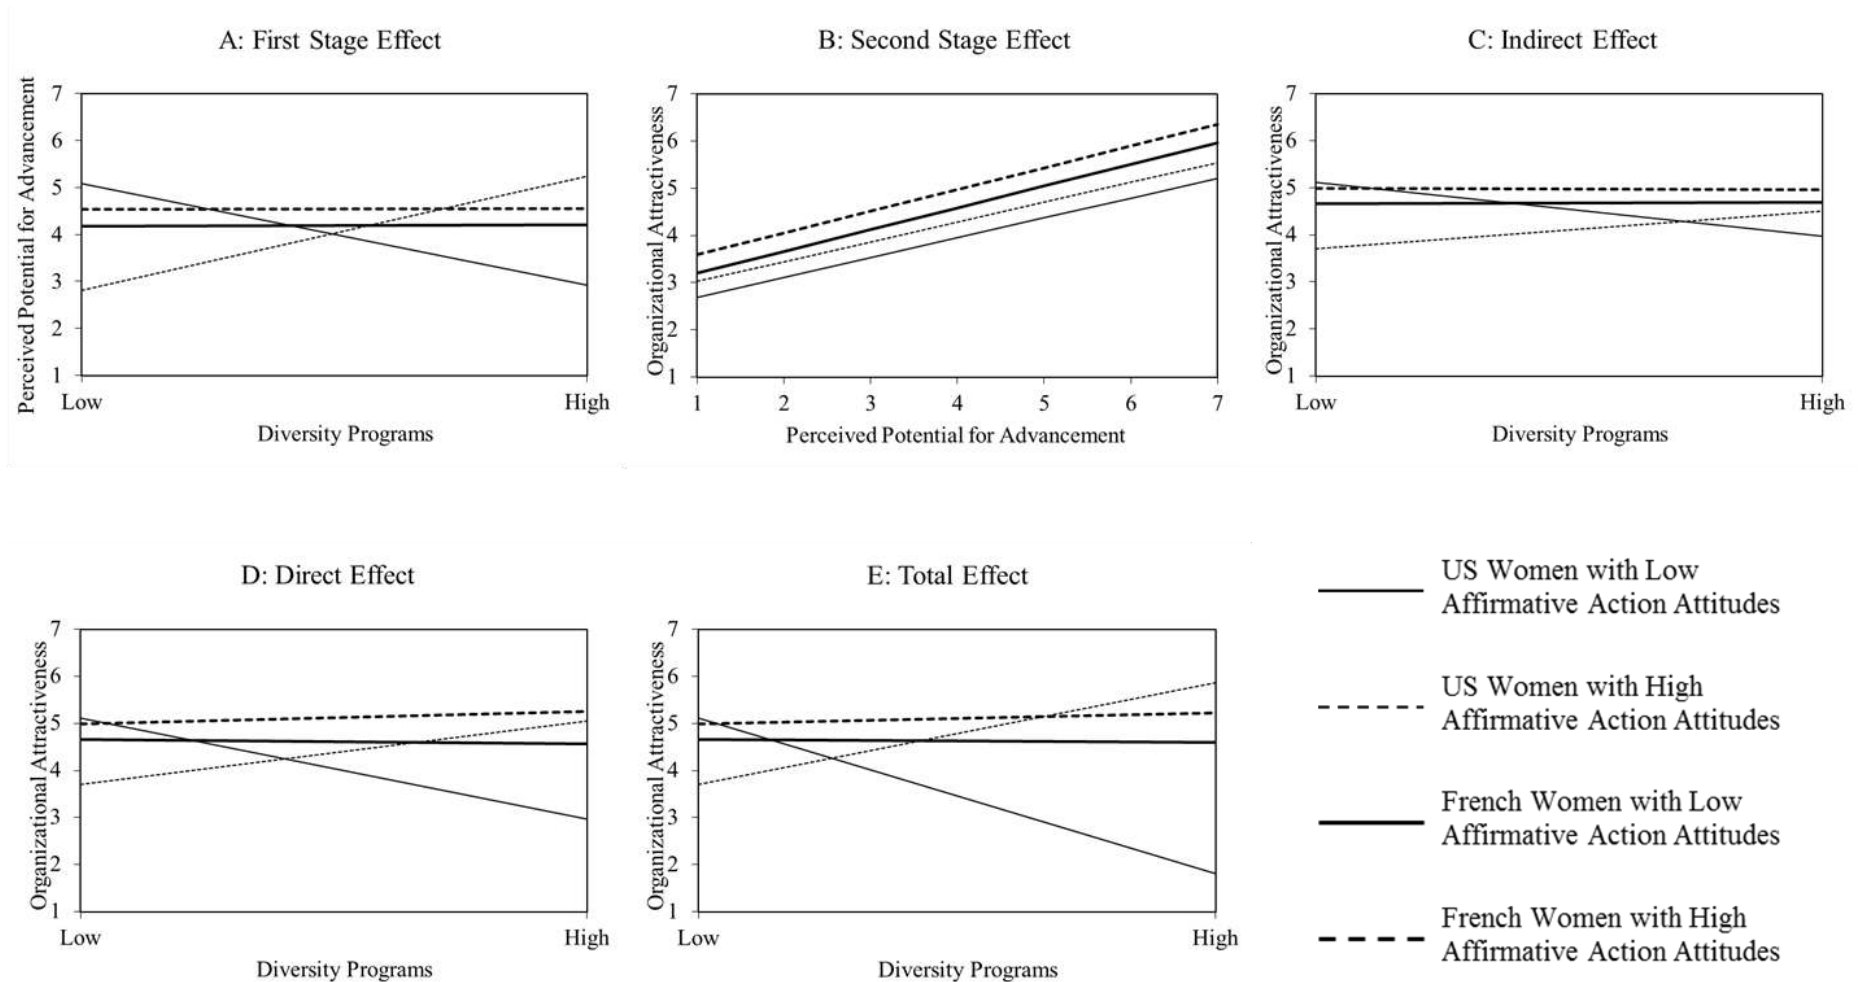 A: First Stage Effect
Perceived Potential for Advancement
7
6
5
4
3
2
1
Low
High
Diversity Programs
B: Second Stage Effect
Organizational Attractiveness
7
6
5
4
3
2
1
1 2 3 4 5 6 7
Perceived Potential for Advancement
C: Indirect Effect
Organizational Attractiveness
7
6
5
4
3
2
1
Low
High
Diversity Programs
D: Direct Effect
Organizational Attractiveness
7
6
5
4
3
2
1
Low
High
Diversity Programs
E: Total Effect
Organizational Attractiveness
7
6
5
4
3
2
1
Low
High
Diversity Programs
US Women with Low
Affirmative Action Attitudes
US Women with High
Affirmative Action Attitudes
French Women with Low
Affirmative Action Attitudes
French Women with High
Affirmative Action Attitudes